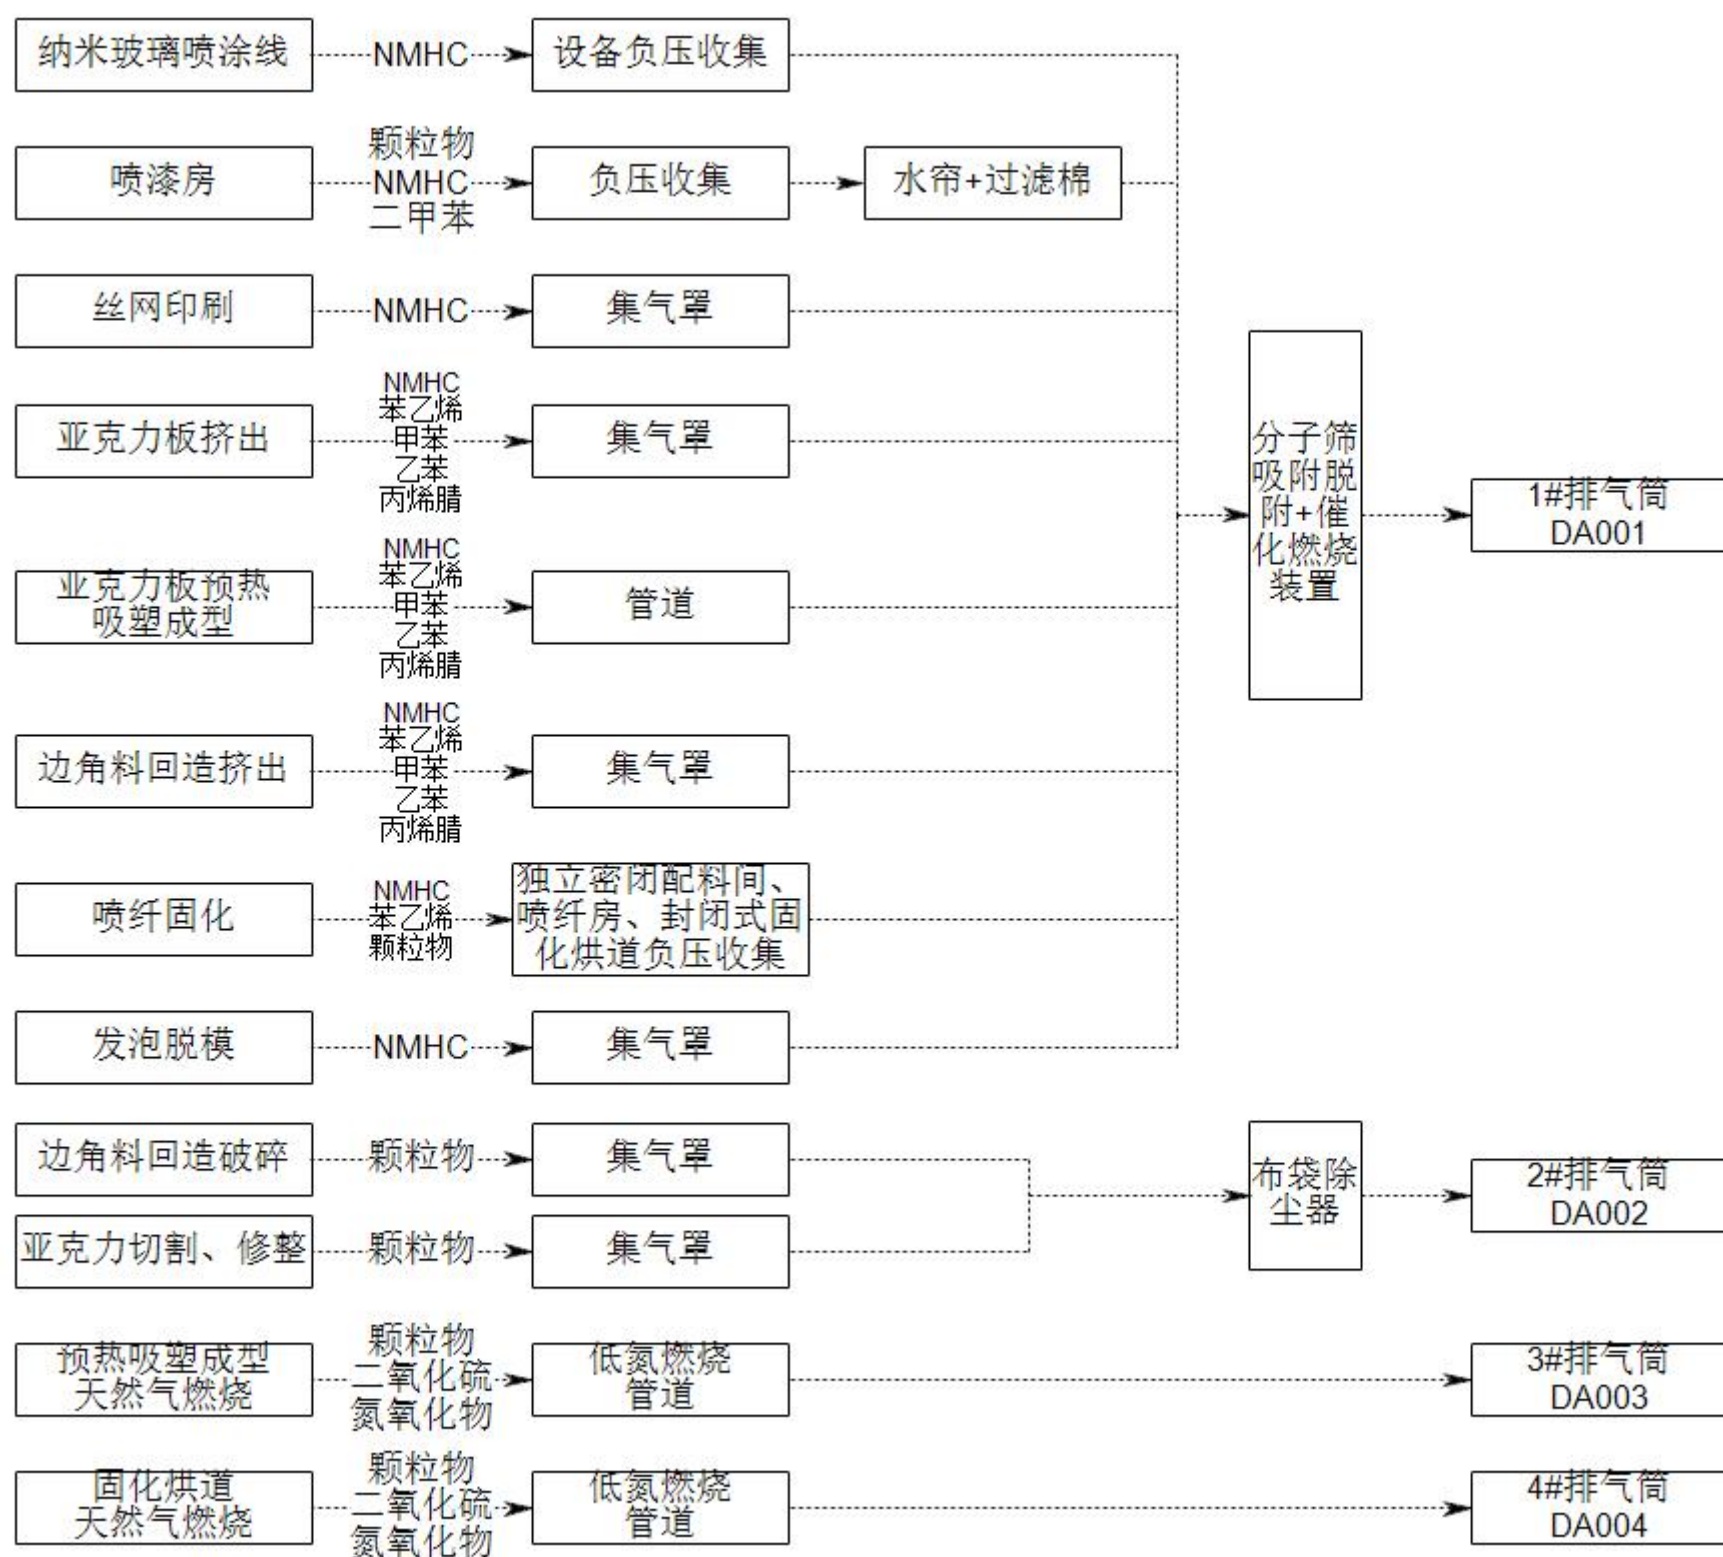 纳米玻璃喷涂线
NMHC
设备负压收集
喷漆房
颗粒物
NMHC
二甲苯
负压收集
水帘+过滤棉
丝网印刷
NMHC
集气罩
亚克力板挤出
NMHC
苯乙烯
甲苯
乙苯
丙烯腈
集气罩
亚克力板预热
吸塑成型
NMHC
苯乙烯
甲苯
乙苯
丙烯腈
管道
边角料回造挤出
NMHC
苯乙烯
甲苯
乙苯
丙烯腈
集气罩
喷纤固化
NMHC
苯乙烯
颗粒物
独立密闭配料间、
喷纤房、封闭式固
化烘道负压收集
发泡脱模
NMHC
集气罩
分子筛
吸附脱
附+催
化燃烧
装置
1#排气筒
DA001
边角料回造破碎
颗粒物
集气罩
亚克力切割、修整
颗粒物
集气罩
布袋除
尘器
2#排气筒
DA002
预热吸塑成型
天然气燃烧
颗粒物
二氧化硫
氮氧化物
低氮燃烧
管道
3#排气筒
DA003
固化烘道
天然气燃烧
颗粒物
二氧化硫
氮氧化物
低氮燃烧
管道
4#排气筒
DA004